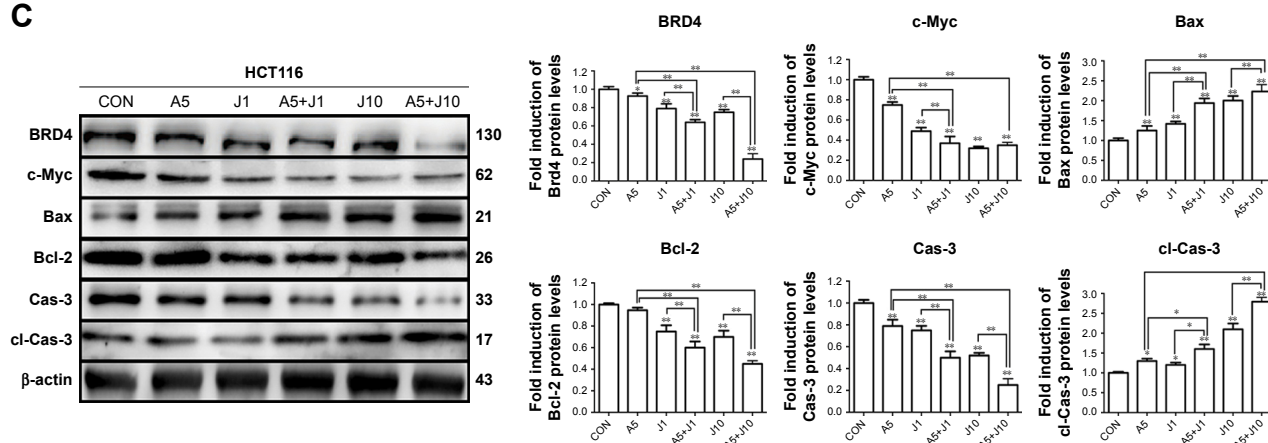 C
HCT116
CON A5 J1 A5+J1 J10 A5+J10
BRD4 130
c-Myc 62
Bax 21
Bcl-2 26
Cas-3 33
cl-Cas-3 17
β-actin 43
BRD4
Fold induction of
Brd4 protein levels
1.2
1.0
0.8
0.6
0.4
0.2
0
** ** ** ** * ** ** ** **
CON A5 J1 A5+J1 J10 A5+J10
c-Myc
Fold induction of
c-Myc protein levels
1.2
1.0
0.8
0.6
0.4
0.2
0
** ** ** ** ** ** ** **
CON A5 J1 A5+J1 J10 A5+J10
Bax
Fold induction of
Bax protein levels
3.0
2.5
2.0
1.5
1.0
0.5
0
** ** ** ** ** ** ** ** **
CON A5 J1 A5+J1 J10 A5+J10
Bcl-2
Fold induction of
Bcl-2 protein levels
1.2
1.0
0.8
0.6
0.4
0.2
0
** ** ** ** ** ** ** **
CON A5 J1 A5+J1 J10 A5+J10
Cas-3
Fold induction of
Cas-3 protein levels
1.2
1.0
0.8
0.6
0.4
0.2
0
** ** ** ** ** ** ** ** **
CON A5 J1 A5+J1 J10 A5+J10
cl-Cas-3
Fold induction of
cl-Cas-3 protein levels
3.0
2.5
2.0
1.5
1.0
0.5
0
** ** * * * * ** ** **
CON A5 J1 A5+J1 J10 A5+J10